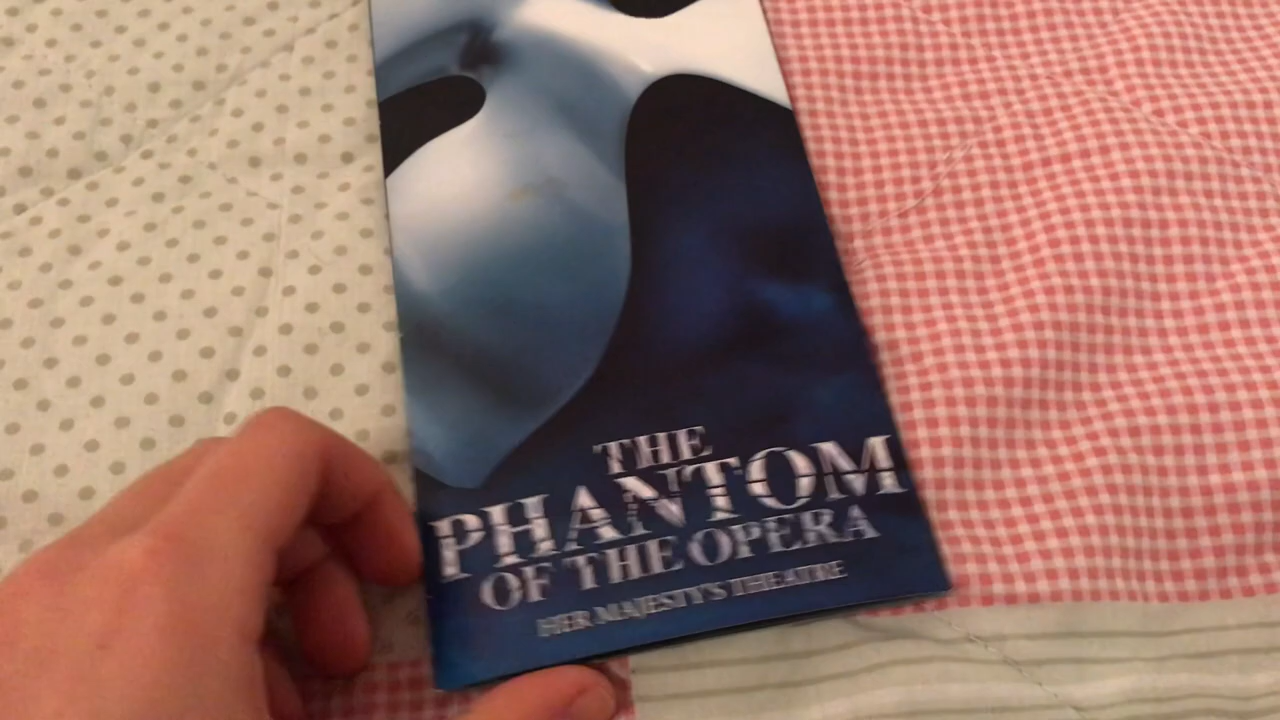 THE
PHANTOM
OF THE OPERA
HER MAJESTY'S THEATRE